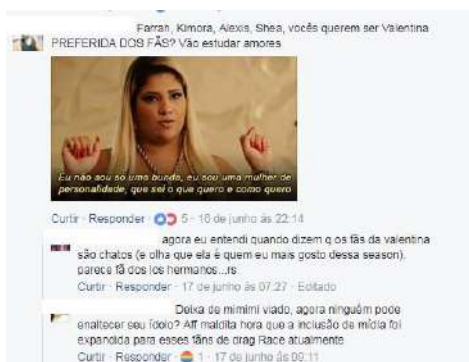 Farrah, Kimora, Alexis, Shea, vocês querem ser Valentina
PREFERIDA DOS FÃS? Vão estudar amores
Eu não sou só uma bunda, eu sou uma mulher de
personalidade, que sei o que quero e como quero
Curtir · Responder · 5 · 16 de junho às 22:14
agora eu entendi quando dizem q os fãs da valentina
são chatos (e olha que ela é quem eu mais gosto dessa season),
parece fã dos los hermanos...rs
Curtir · Responder · 17 de junho às 07:27 · Editado
Deixa de mimimi viado, agora ninguém pode
enaltecer seu ídolo? Aff maldita hora que a inclusão de mídia foi
expandida para esses fãns de drag Race atualmente
Curtir · Responder · 1 · 17 de junho às 09:11